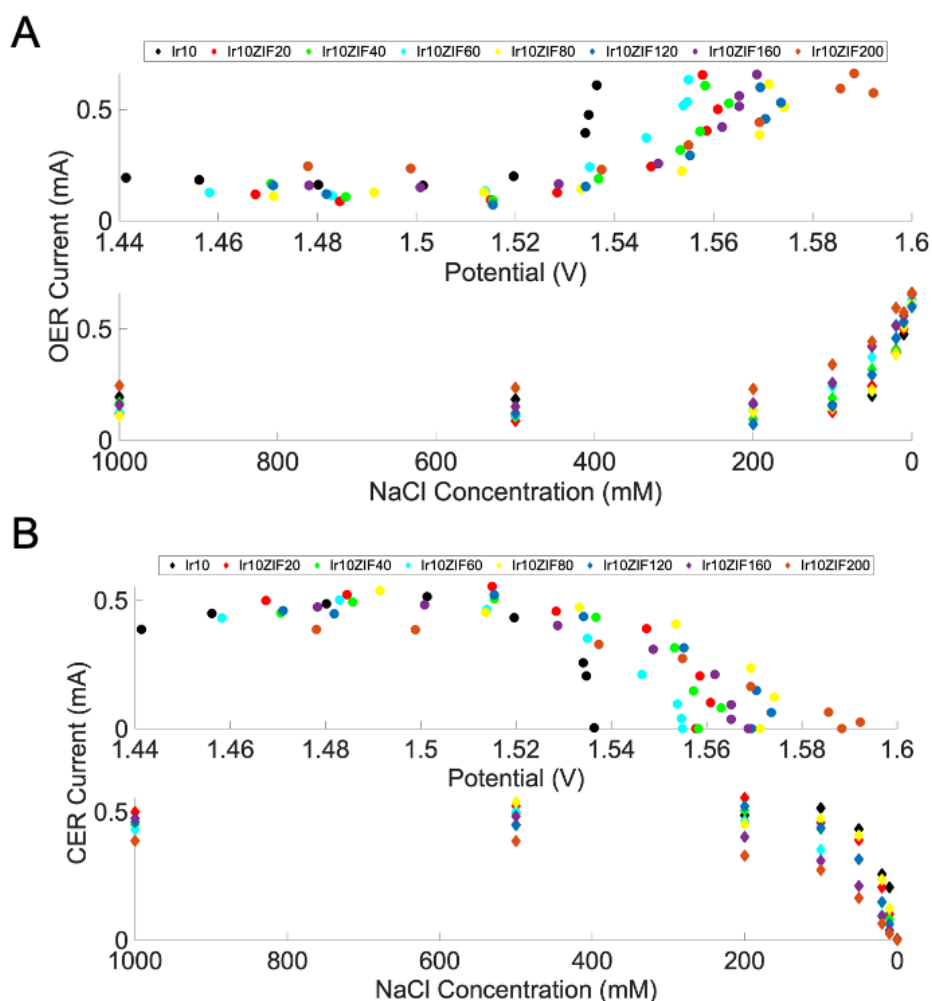 A
Ir10 Ir10ZIF20 Ir10ZIF40 Ir10ZIF60 Ir10ZIF80 Ir10ZIF120 Ir10ZIF160 Ir10ZIF200
0.5
0
1.44 1.46 1.48 1.5 1.52 1.54 1.56 1.58 1.6
Potential (V)
OER Current (mA)
0.5
0
1000 800 600 400 200 0
NaCl Concentration (mM)
B
Ir10 Ir10ZIF20 Ir10ZIF40 Ir10ZIF60 Ir10ZIF80 Ir10ZIF120 Ir10ZIF160 Ir10ZIF200
0.5
0
1.44 1.46 1.48 1.5 1.52 1.54 1.56 1.58 1.6
Potential (V)
CER Current (mA)
0.5
0
1000 800 600 400 200 0
NaCl Concentration (mM)